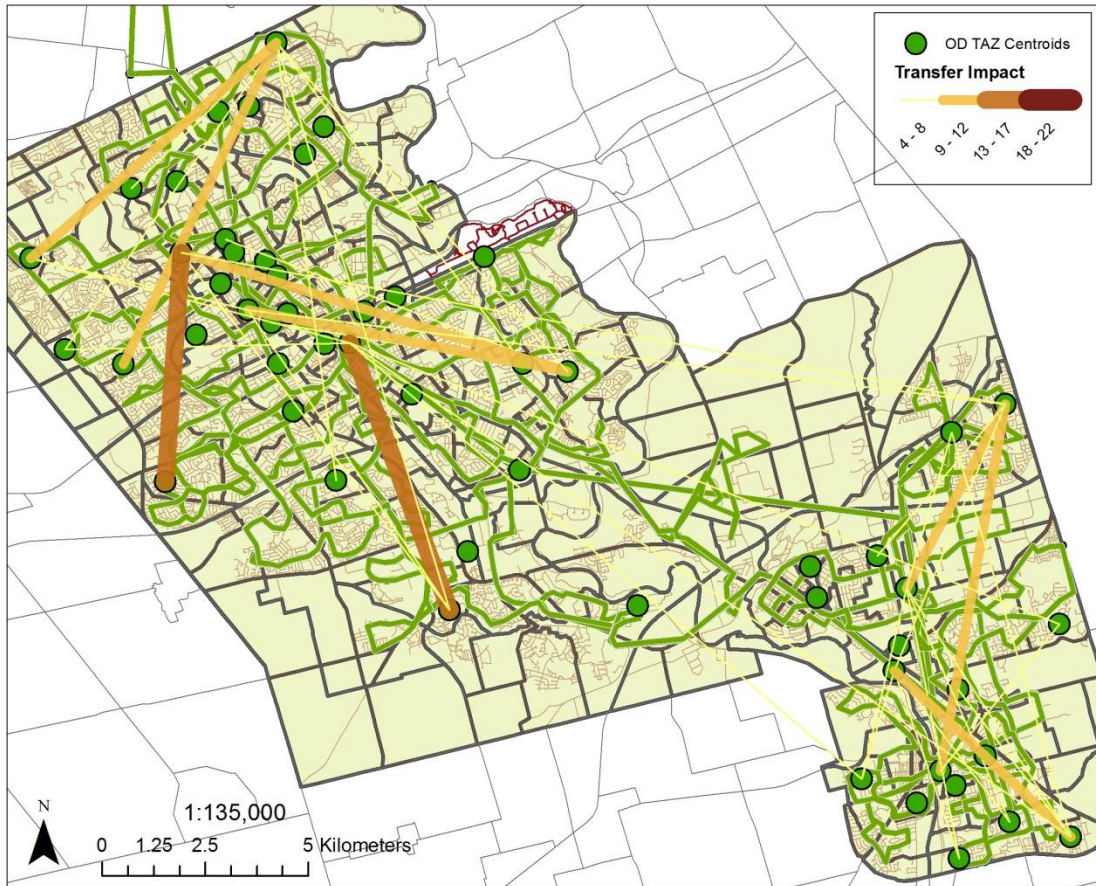 OD TAZ Centroids
Transfer Impact
4 - 8
9 - 12
13 - 17
18 - 22
N
1:135,000
0 1.25 2.5 5 Kilometers